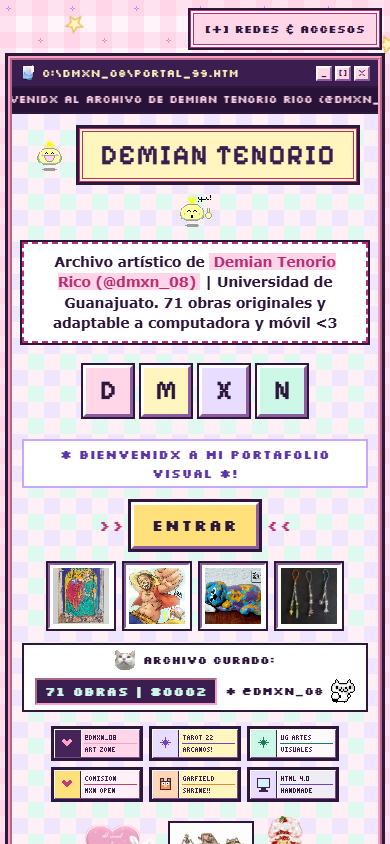 [+] REDES & ACCESOS
C:\DMXN_08\PORTAL_99.HTM
VENIDX AL ARCHIVO DE DEMIAN TENORIO RICO (@DMXN_
DEMIAN TENORIO
Archivo artístico de Demian Tenorio
Rico (@dmxn_08) | Universidad de
Guanajuato. 71 obras originales y
adaptable a computadora y móvil <3
D M X N
* BIENVENIDX A MI PORTAFOLIO
VISUAL *!
>> ENTRAR <<
ARCHIVO CURADO:
71 OBRAS | #0002 * @DMXN_08
@DMXN_08
ART ZONE
TAROT 22
ARCANOS!
UG ARTES
VISUALES
COMISION
MXN OPEN
GARFIELD
SHRINE!!
HTML 4.0
HANDMADE